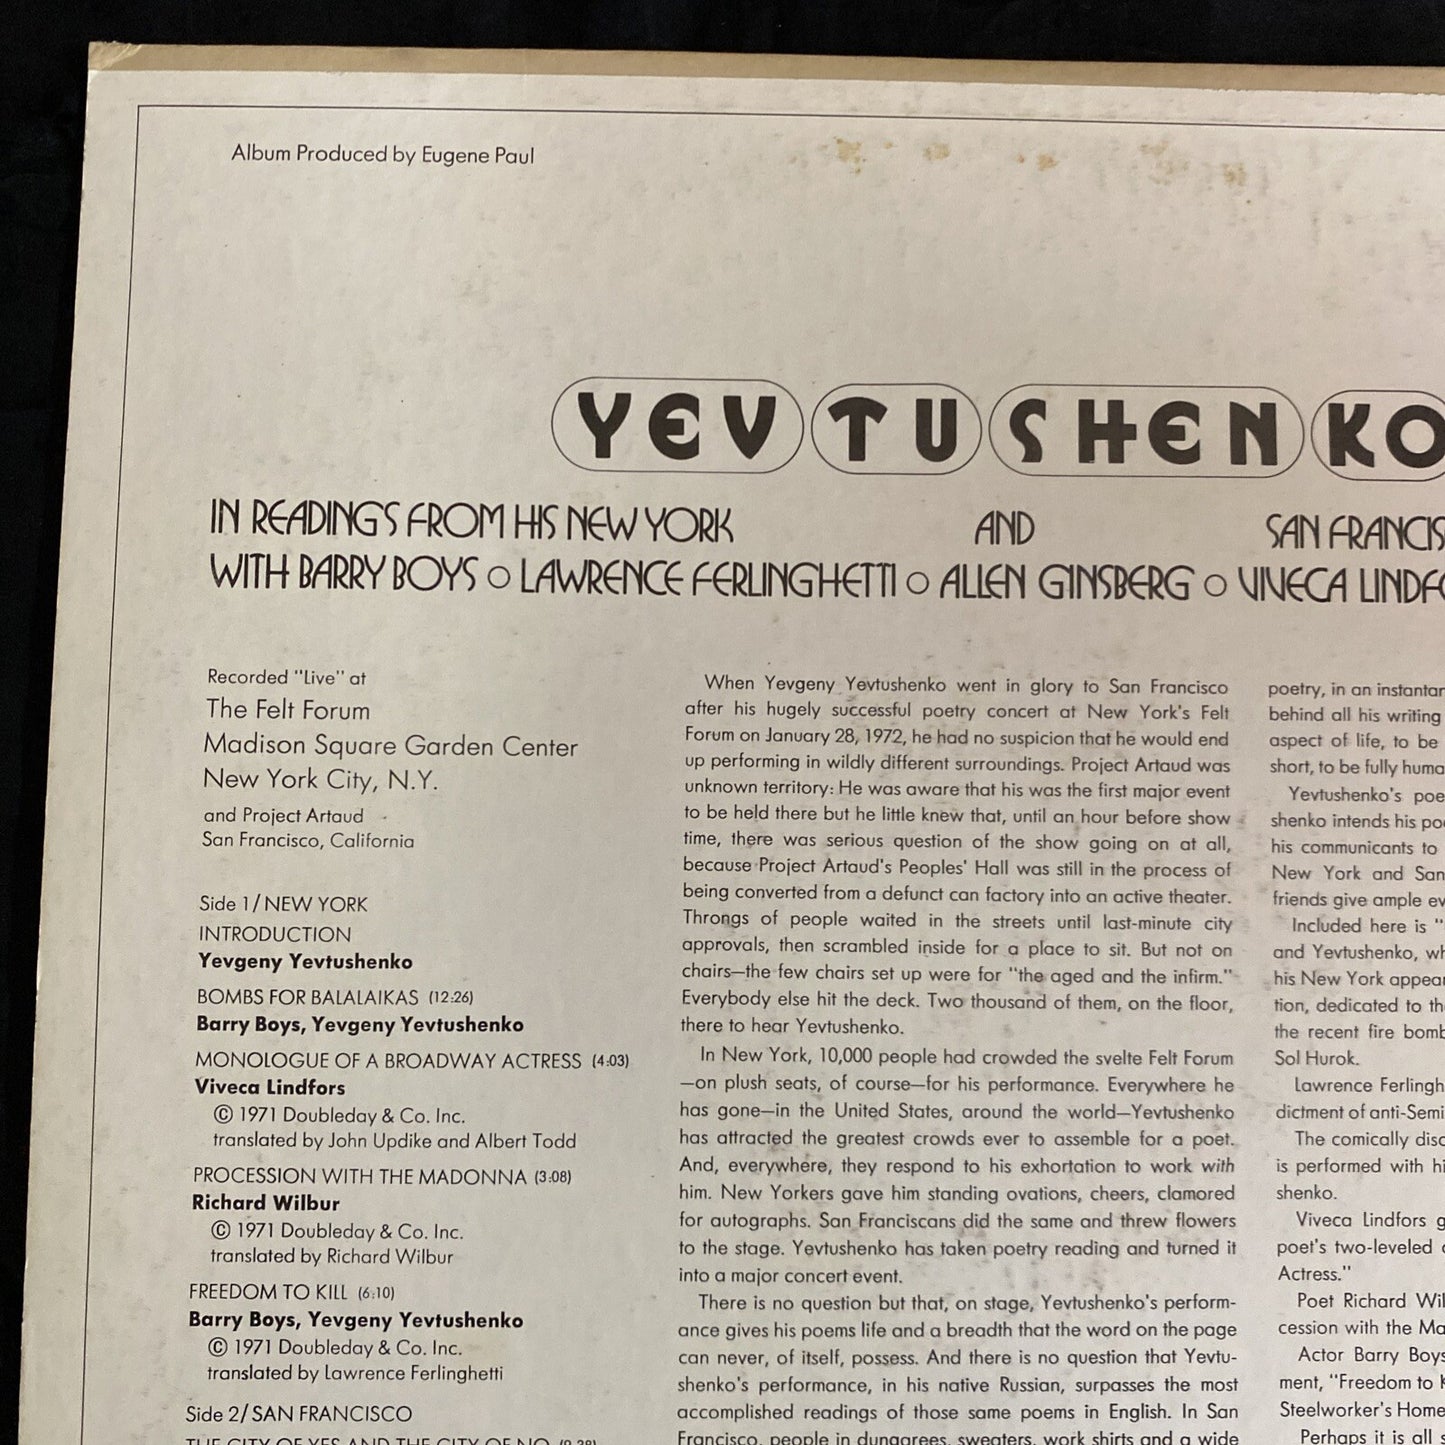 Album Produced by Eugene Paul
YEVTUSHENKO
IN READINGS FROM HIS NEW YORK AND SAN
WITH BARRY BOYS ○ LAWRENCE FERLINGHETTI ○ ALLEN GINSBERG ○ VIVECA
Recorded "Live" at
The Felt Forum
Madison Square Garden Center
New York City, N.Y.
and Project Artaud
San Francisco, California
Side 1/NEW YORK
INTRODUCTION
Yevgeny Yevtushenko
BOMBS FOR BALALAIKAS (12:26)
Barry Boys, Yevgeny Yevtushenko
MONOLOGUE OF A BROADWAY ACTRESS (4:03)
Viveca Lindfors
© 1971 Doubleday & Co. Inc.
translated by John Updike and Albert Todd
PROCESSION WITH THE MADONNA (3:08)
Richard Wilbur
© 1971 Doubleday & Co. Inc.
translated by Richard Wilbur
FREEDOM TO KILL (6:10)
Barry Boys, Yevgeny Yevtushenko
© 1971 Doubleday & Co. Inc.
translated by Lawrence Ferlinghetti
Side 2/SAN FRANCISCO
THE CITY OF YES AND THE CITY OF NO
When Yevgeny Yevtushenko went in glory to San Francisco
after his hugely successful poetry concert at New York's Felt
Forum on January 28, 1972, he had no suspicion that he would end
up performing in wildly different surroundings. Project Artaud was
unknown territory: He was aware that his was the first major event
to be held there but he little knew that, until an hour before show
time, there was serious question of the show going on at all,
because Project Artaud's Peoples' Hall was still in the process of
being converted from a defunct can factory into an active theater.
Throngs of people waited in the streets until last-minute city
approvals, then scrambled inside for a place to sit. But not on
chairs—the few chairs set up were for "the aged and the infirm."
Everybody else hit the deck. Two thousand of them, on the floor,
there to hear Yevtushenko.
In New York, 10,000 people had crowded the svelte Felt Forum
—on plush seats, of course—for his performance. Everywhere he
has gone—in the United States, around the world—Yevtushenko
has attracted the greatest crowds ever to assemble for a poet.
And, everywhere, they respond to his exhortation to work with
him. New Yorkers gave him standing ovations, cheers, clamored
for autographs. San Franciscans did the same and threw flowers
to the stage. Yevtushenko has taken poetry reading and turned it
into a major concert event.
There is no question but that, on stage, Yevtushenko's perform-
ance gives his poems life and a breadth that the word on the page
can never, of itself, possess. And there is no question that Yevtu-
shenko's performance, in his native Russian, surpasses the most
accomplished readings of those same poems in English. In San
Francisco, people in dungarees, sweaters, work shirts and a wide
poetry, in an
behind all his writing
aspect of life, to be
short, to be fully
Yevtushenko's
shenko intends his
his communicants to
New York and San
friends give ample
Included here is "
and Yevtushenko,
his New York
tion, dedicated to
the recent fire
Sol Hurok.
Lawrence
dictment of
The comically
is performed with
shenko.
Viveca Lindfors
poet's two-leveled
Actress."
Poet Richard
cession with the
Actor Barry Boys
ment, "Freedom to
Steelworker's Home
Perhaps it is all